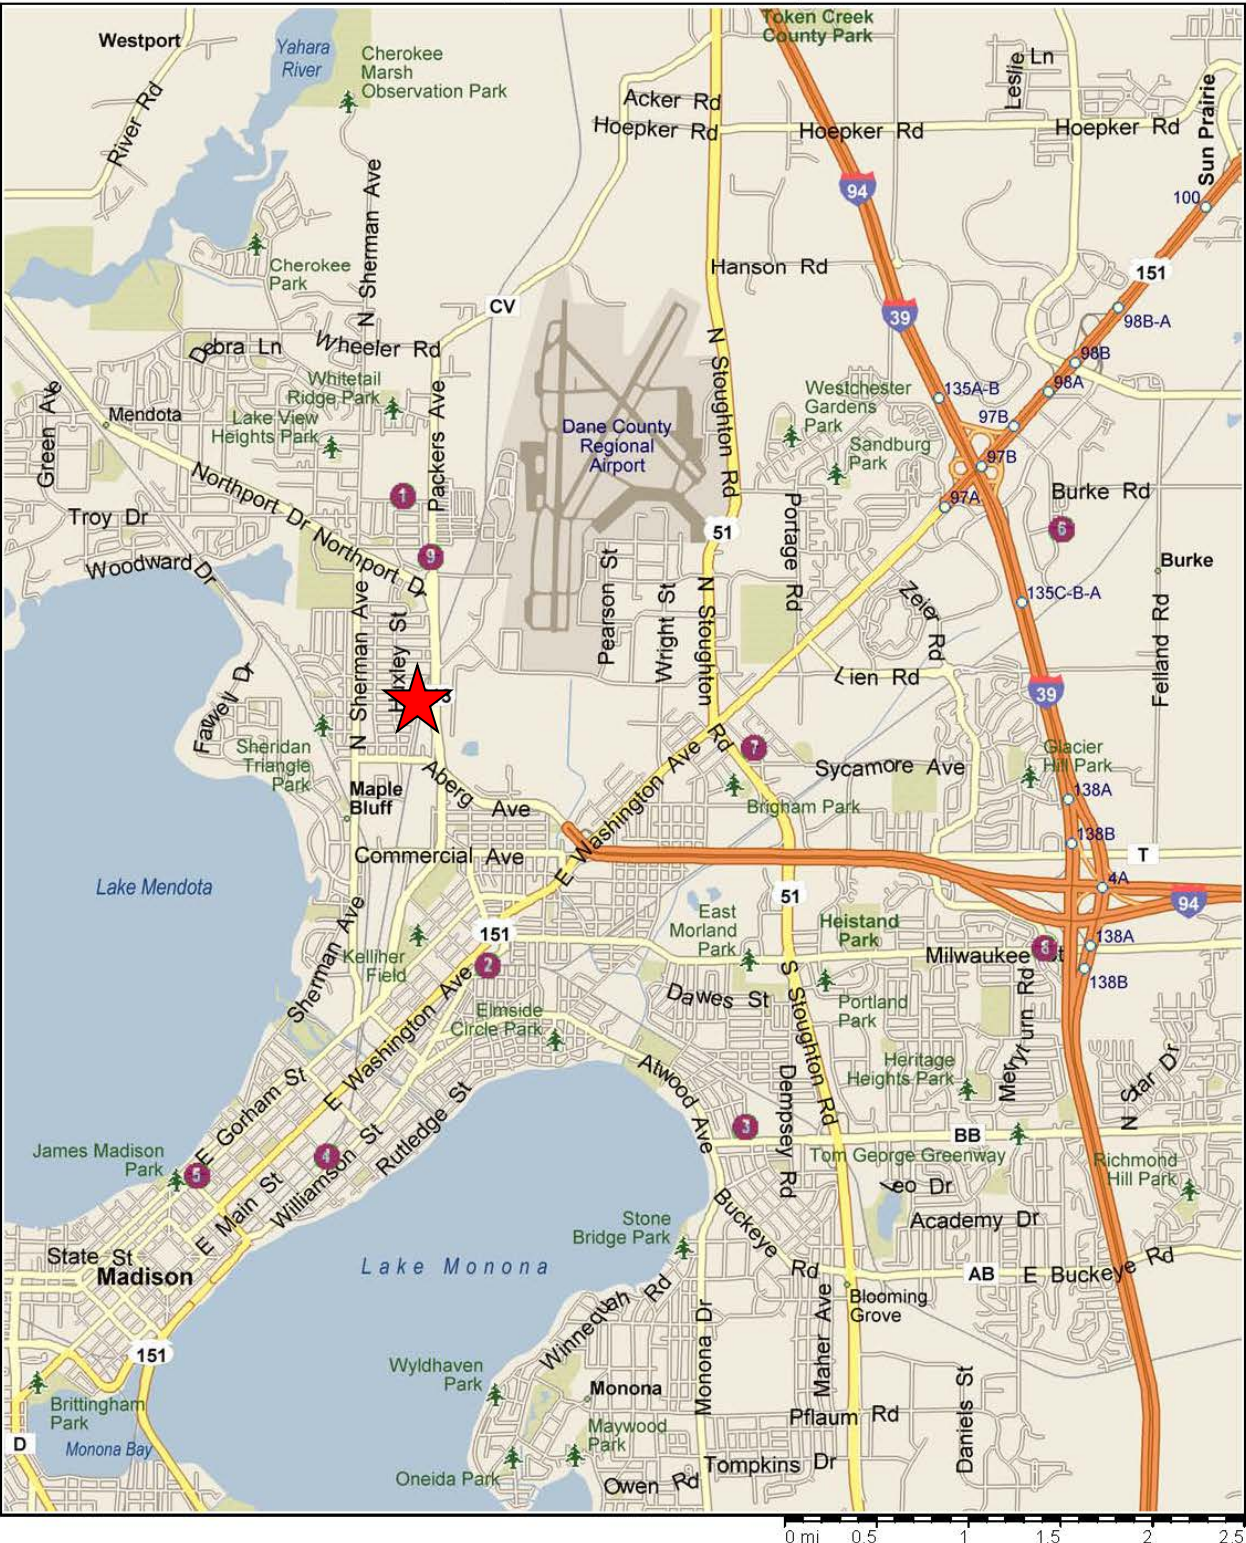 Token Creek
County Park
Westport
Yahara
River
Cherokee
Marsh
Observation Park
Leslie Ln
River Rd
Acker Rd
Hoepker Rd
Hoepker Rd
Hoepker Rd
Sun Prairie
94
100
N Sherman Ave
Cherokee
Park
Hanson Rd
151
CV
39
98B-A
Debra Ln
Wheeler Rd
N Stoughton Rd
98B
98A
Whitetail
Ridge Park
Westchester
Gardens
Park
135A-B
97B
Green Ave
Mendota
Lake View
Heights Park
Packers Ave
Dane County
Regional
Airport
Sandburg
Park
97B
Northport Dr
1
97A
Burke Rd
Troy Dr
Northport Dr
51
Portage Rd
6
9
Woodward Dr
Burke
Pearson St
Wright St
N Stoughton
Rd
Zeier Rd
135C-B-A
N Sherman Ave
Felland Rd
Lien Rd
39
Farwell Dr
Sheridan
Triangle
Park
7
Glacier
Hill Park
Sycamore Ave
Maple
Bluff
Aberg Ave
Brigham Park
138A
138B
E Washington Ave
Commercial Ave
T
4A
Lake Mendota
51
94
East
Morland
Park
Heistand
Park
151
138A
Sherman Ave
Kelliher
Field
2
Milwaukee St
8
138B
Dawes St
Elmside
Circle Park
Portland
Park
S Stoughton Rd
E Washington Ave
Atwood Ave
Heritage
Heights Park
Merryturn Rd
N Star Dr
E Gorham St
Rutledge St
Dempsey Rd
3
BB
James Madison
Park
5
4
Williamson St
Tom George Greenway
Richmond
Hill Park
E Main St
Buckeye Rd
Academy Dr
Stone
Bridge Park
State St
Madison
Lake Monona
AB
E Buckeye Rd
Blooming
Grove
Winnequah Rd
Monona Dr
Maher Ave
151
Wyldhaven
Park
Monona
Daniels St
Brittingham
Park
Maywood
Park
Pflaum Rd
D
Monona Bay
Oneida Park
Owen Rd
Tompkins Dr
0 mi 0.5 1 1.5 2 2.5